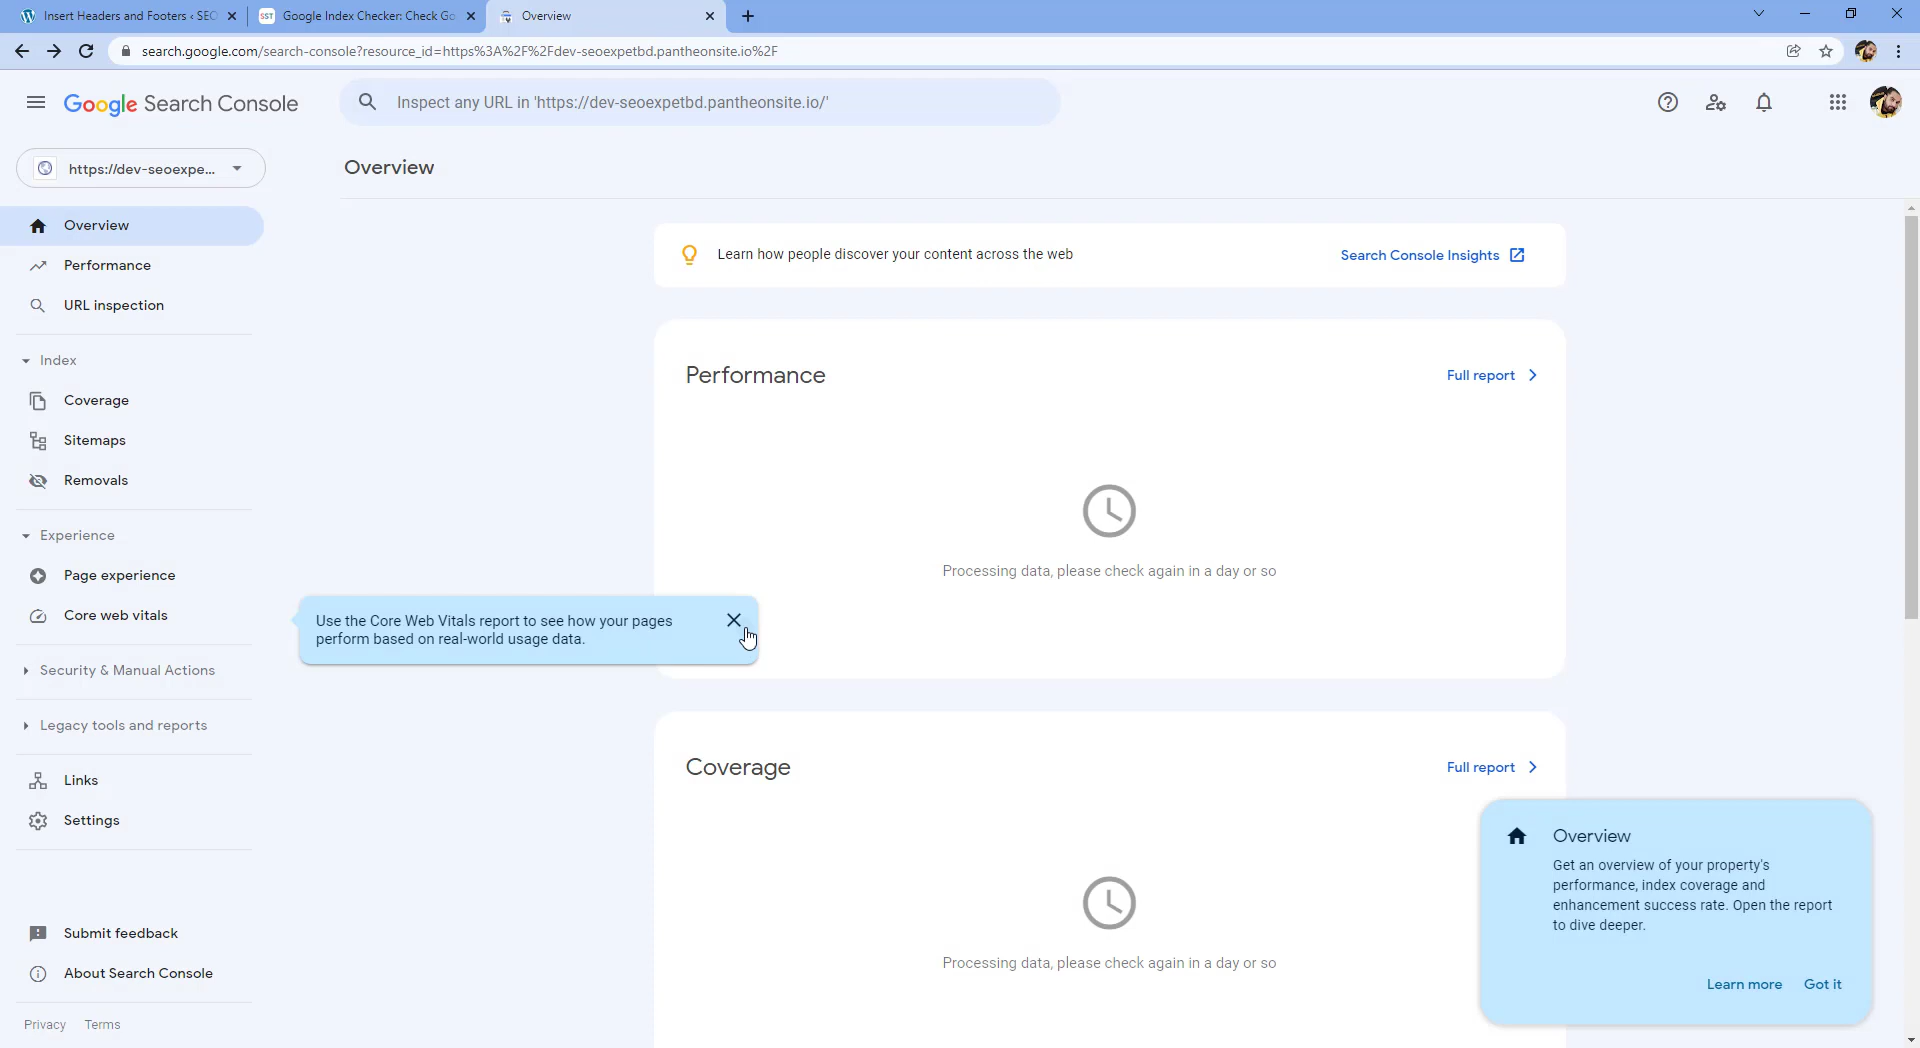 Insert Headers and Footers ‹ SEO
SST
Google Index Checker: Check Go
Overview
search.google.com/search-console?resource_id=https%3A%2F%2Fdev-seoexpetbd.pantheonsite.io%2F
Google Search Console
Inspect any URL in 'https://dev-seoexpetbd.pantheonsite.io/'
https://dev-seoexpe...
Overview
Overview
Performance
URL inspection
Index
Coverage
Sitemaps
Removals
Experience
Page experience
Core web vitals
Security & Manual Actions
Legacy tools and reports
Links
Settings
Submit feedback
About Search Console
Privacy
Terms
Learn how people discover your content across the web
Search Console Insights
Performance
Full report
Processing data, please check again in a day or so
Use the Core Web Vitals report to see how your pages
perform based on real-world usage data.
Coverage
Full report
Processing data, please check again in a day or so
Overview
Get an overview of your property's
performance, index coverage and
enhancement success rate. Open the report
to dive deeper.
Learn more
Got it